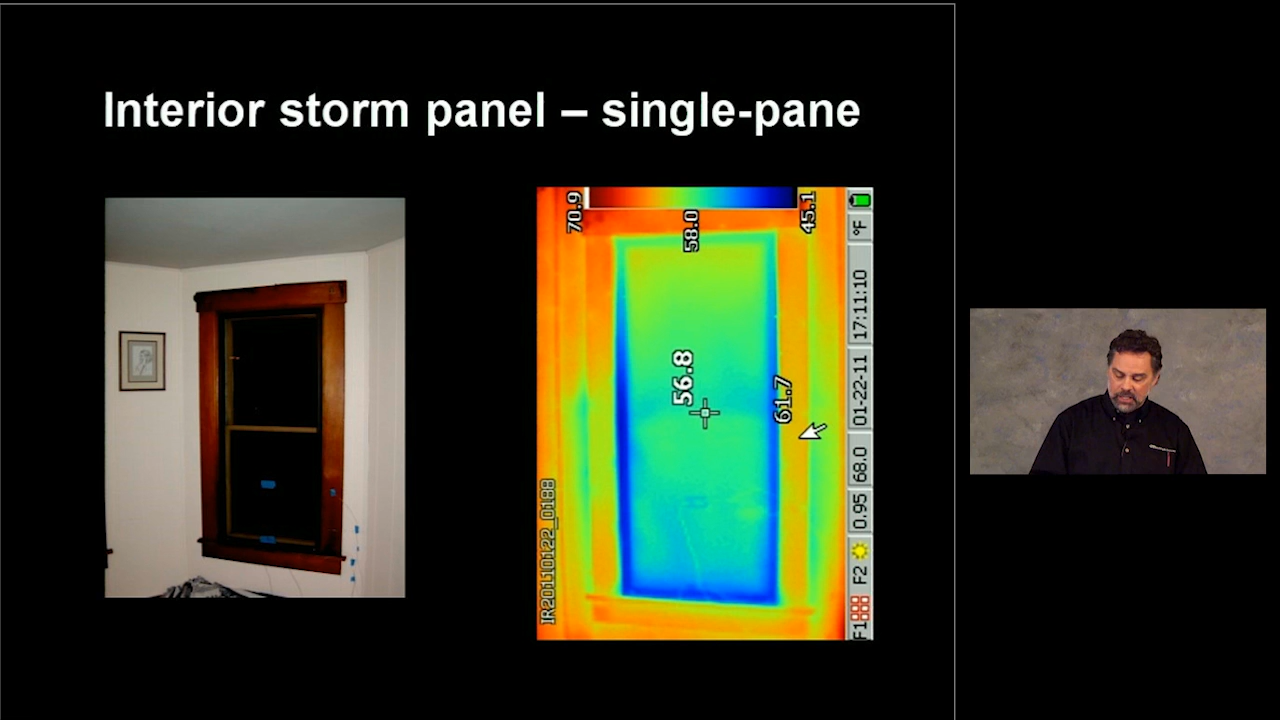 Interior storm panel – single-pane
70.9
58.0
45.1
°F
56.8
61.7
17:11:10
01-22-11
68.0
0.95
F2
F1
IR20110122_0188